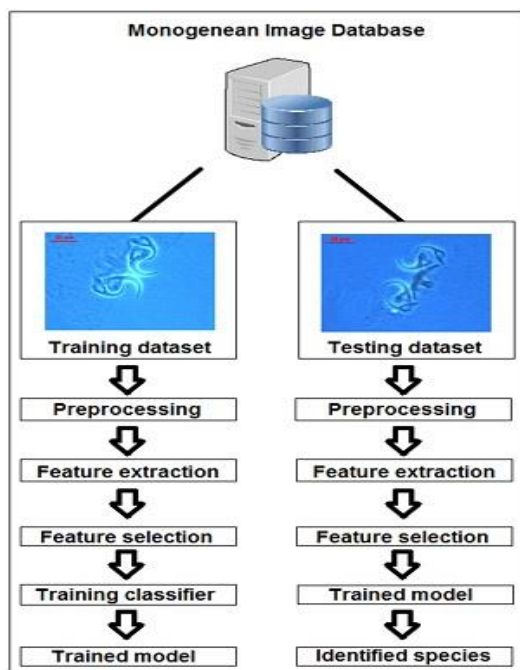 Monogenean Image Database
Training dataset
Preprocessing
Feature extraction
Feature selection
Training classifier
Trained model
Testing dataset
Preprocessing
Feature extraction
Feature selection
Trained model
Identified species